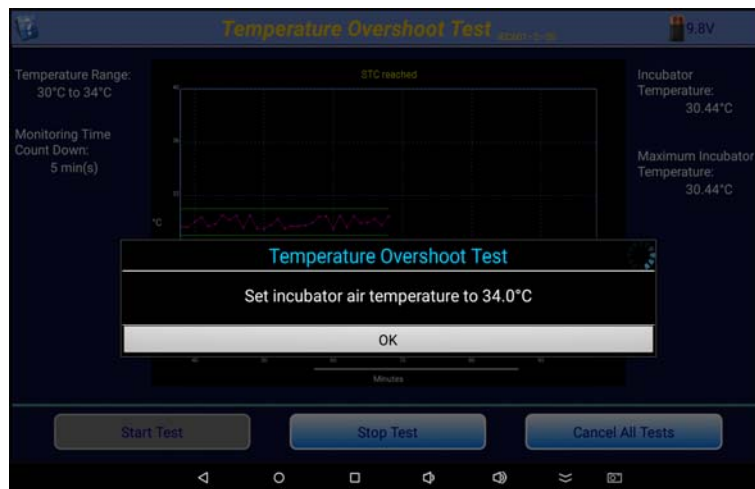 Temperature Overshoot Test
9.8V
Temperature Range:
30°C to 34°C
Monitoring Time
Count Down:
5 min(s)
STC reached
°C
Minutes
Incubator
Temperature:
30.44°C
Maximum Incubator
Temperature:
30.44°C
Temperature Overshoot Test
Set incubator air temperature to 34.0°C
OK
Start Test
Stop Test
Cancel All Tests